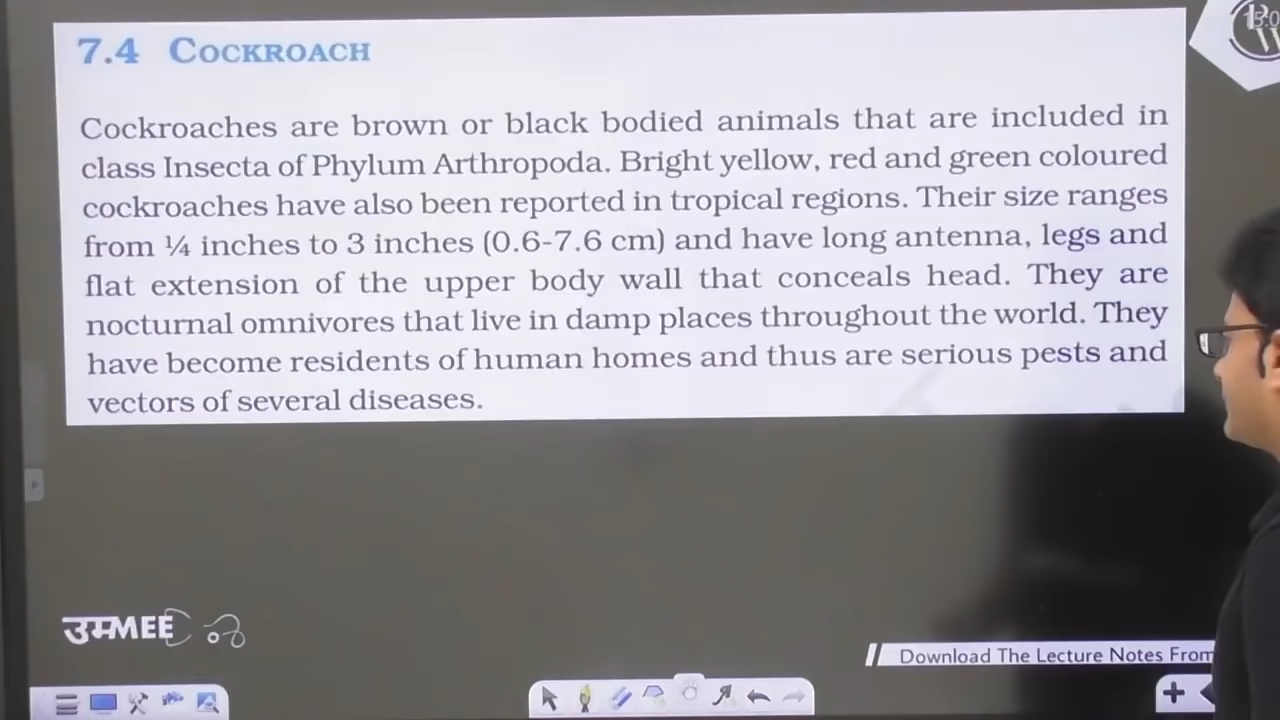 7.4 COCKROACH
Cockroaches are brown or black bodied animals that are included in
class Insecta of Phylum Arthropoda. Bright yellow, red and green coloured
cockroaches have also been reported in tropical regions. Their size ranges
from ¼ inches to 3 inches (0.6-7.6 cm) and have long antenna, legs and
flat extension of the upper body wall that conceals head. They are
nocturnal omnivores that live in damp places throughout the world. They
have become residents of human homes and thus are serious pests and
vectors of several diseases.
उम्MEED
Download The Lecture Notes From